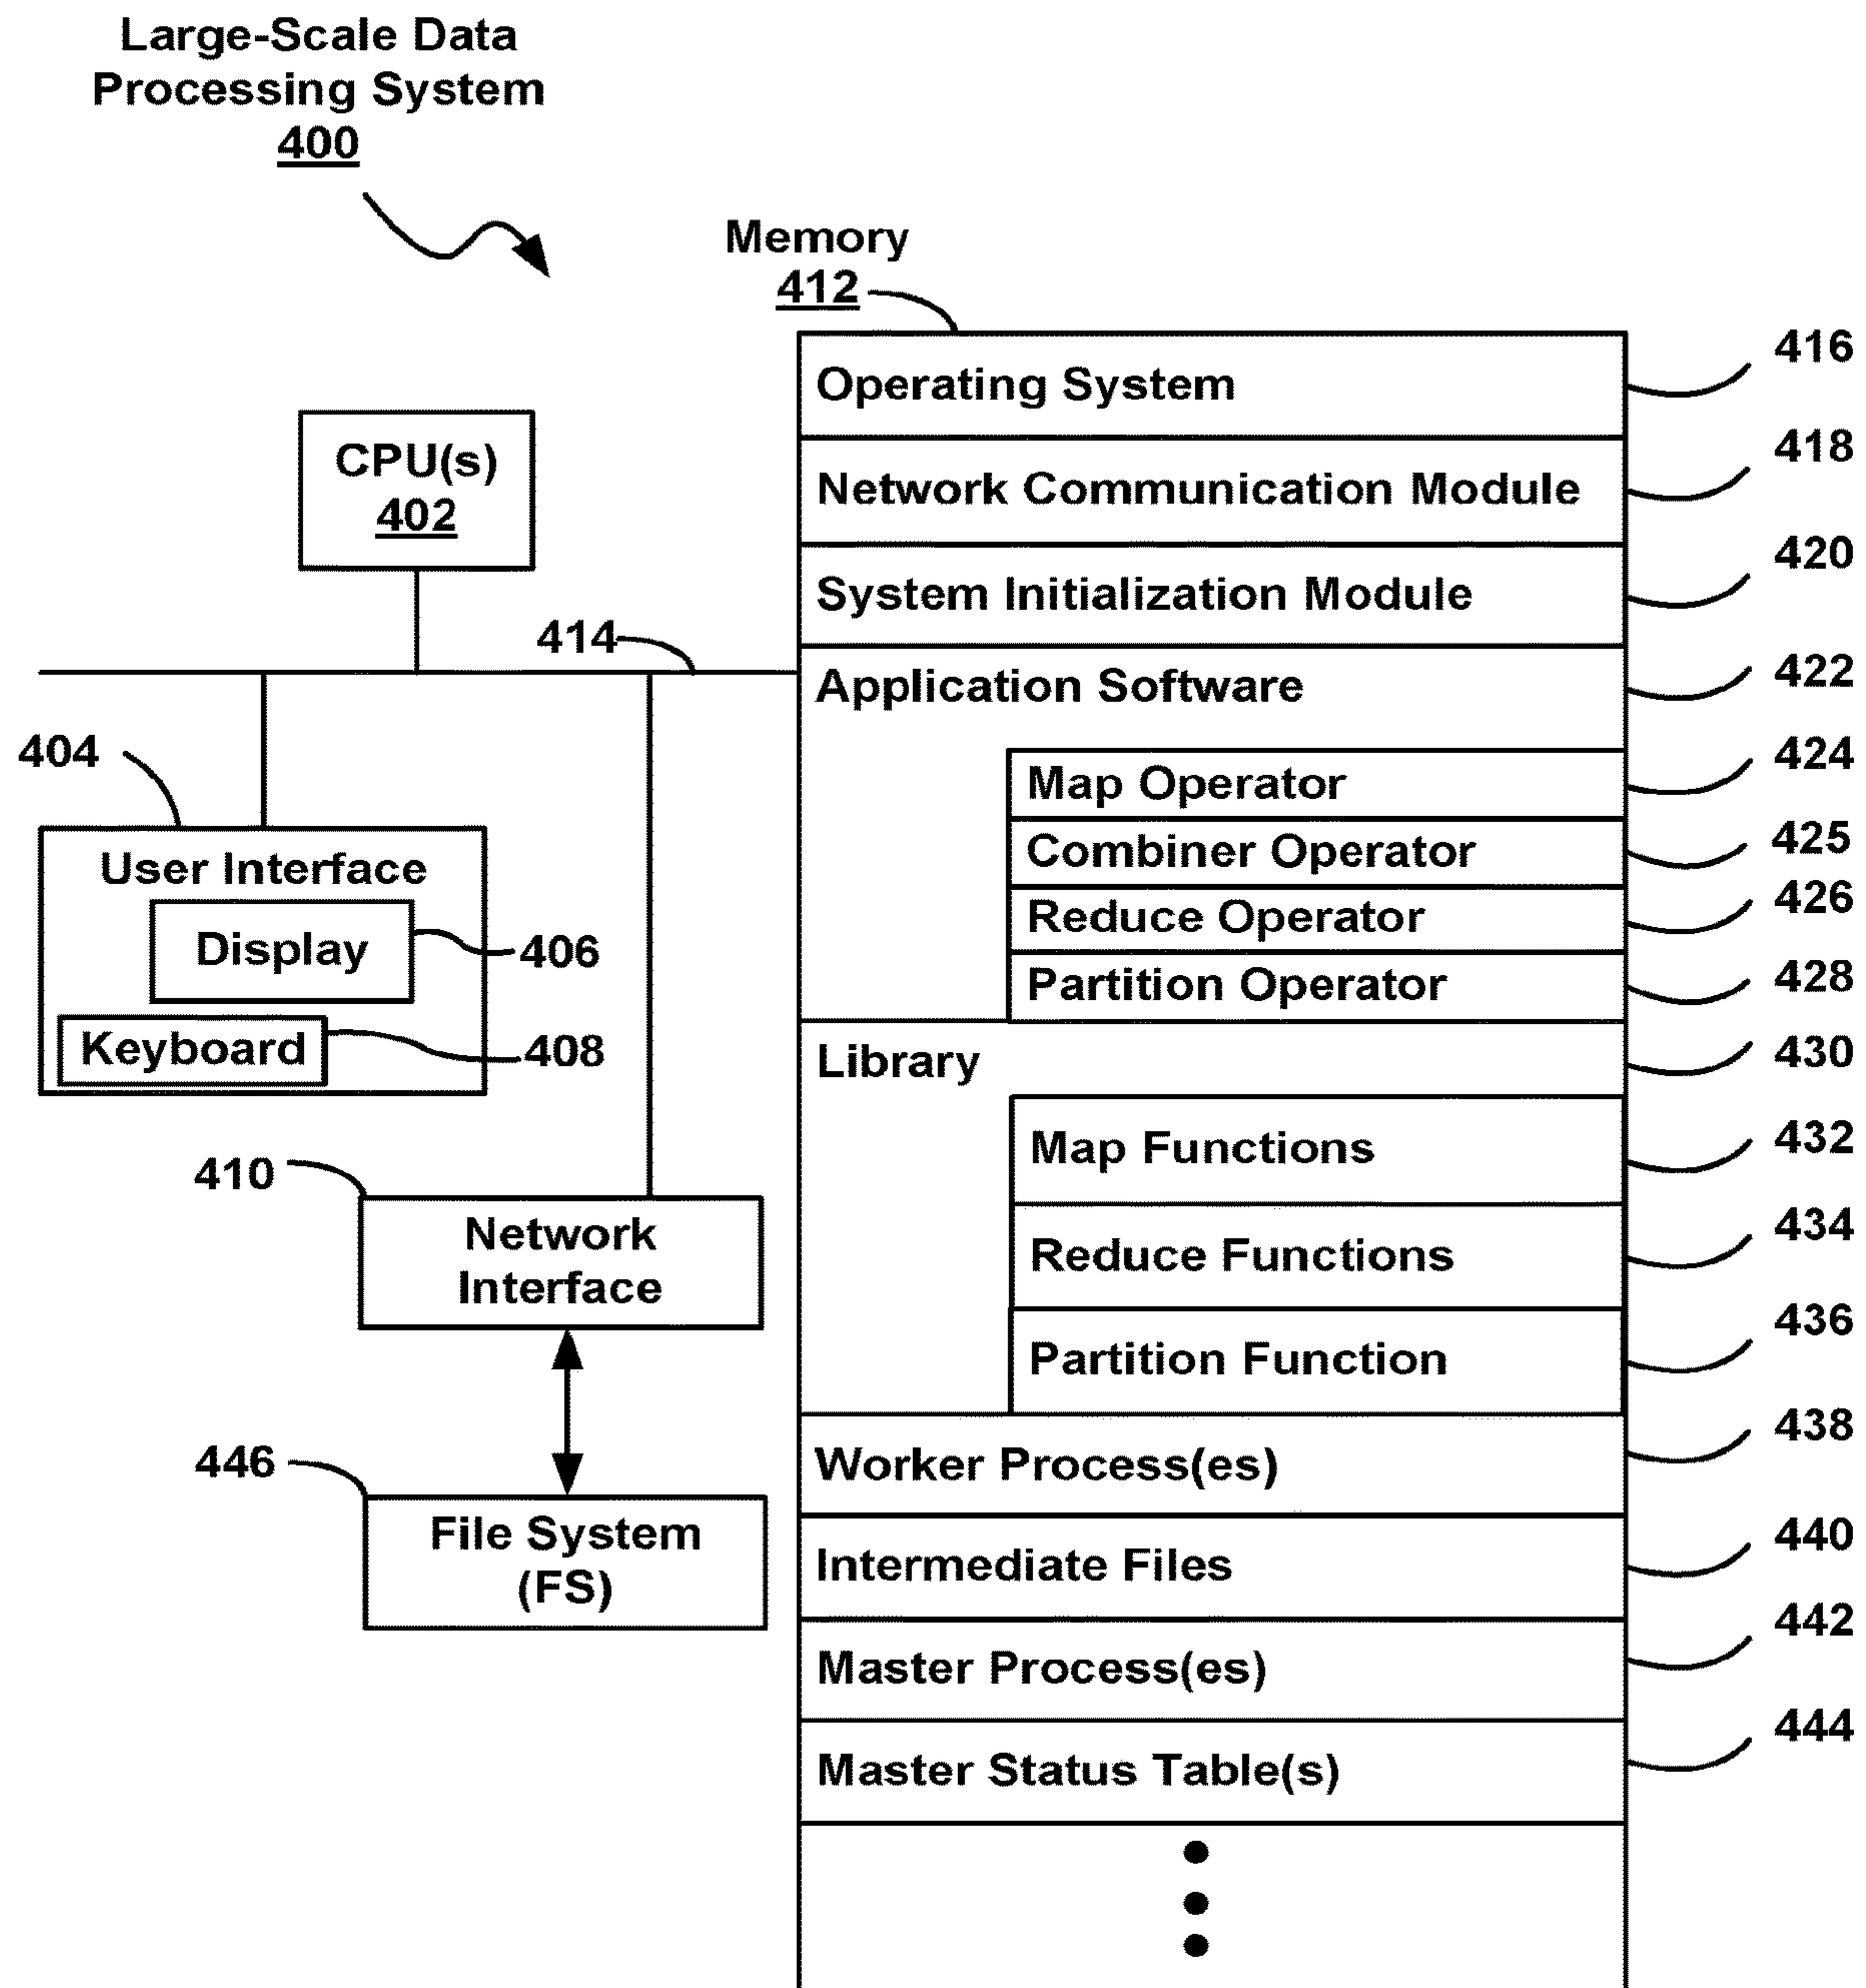 Large-Scale Data
Processing System
400
Memory
412
Operating System
416
Network Communication Module
418
System Initialization Module
420
Application Software
422
Map Operator
424
Combiner Operator
425
Reduce Operator
426
Partition Operator
428
Library
430
Map Functions
432
Reduce Functions
434
Partition Function
436
Worker Process(es)
438
Intermediate Files
440
Master Process(es)
442
Master Status Table(s)
444
CPU(s)
402
414
404
User Interface
Display
406
Keyboard
408
410
Network
Interface
446
File System
(FS)